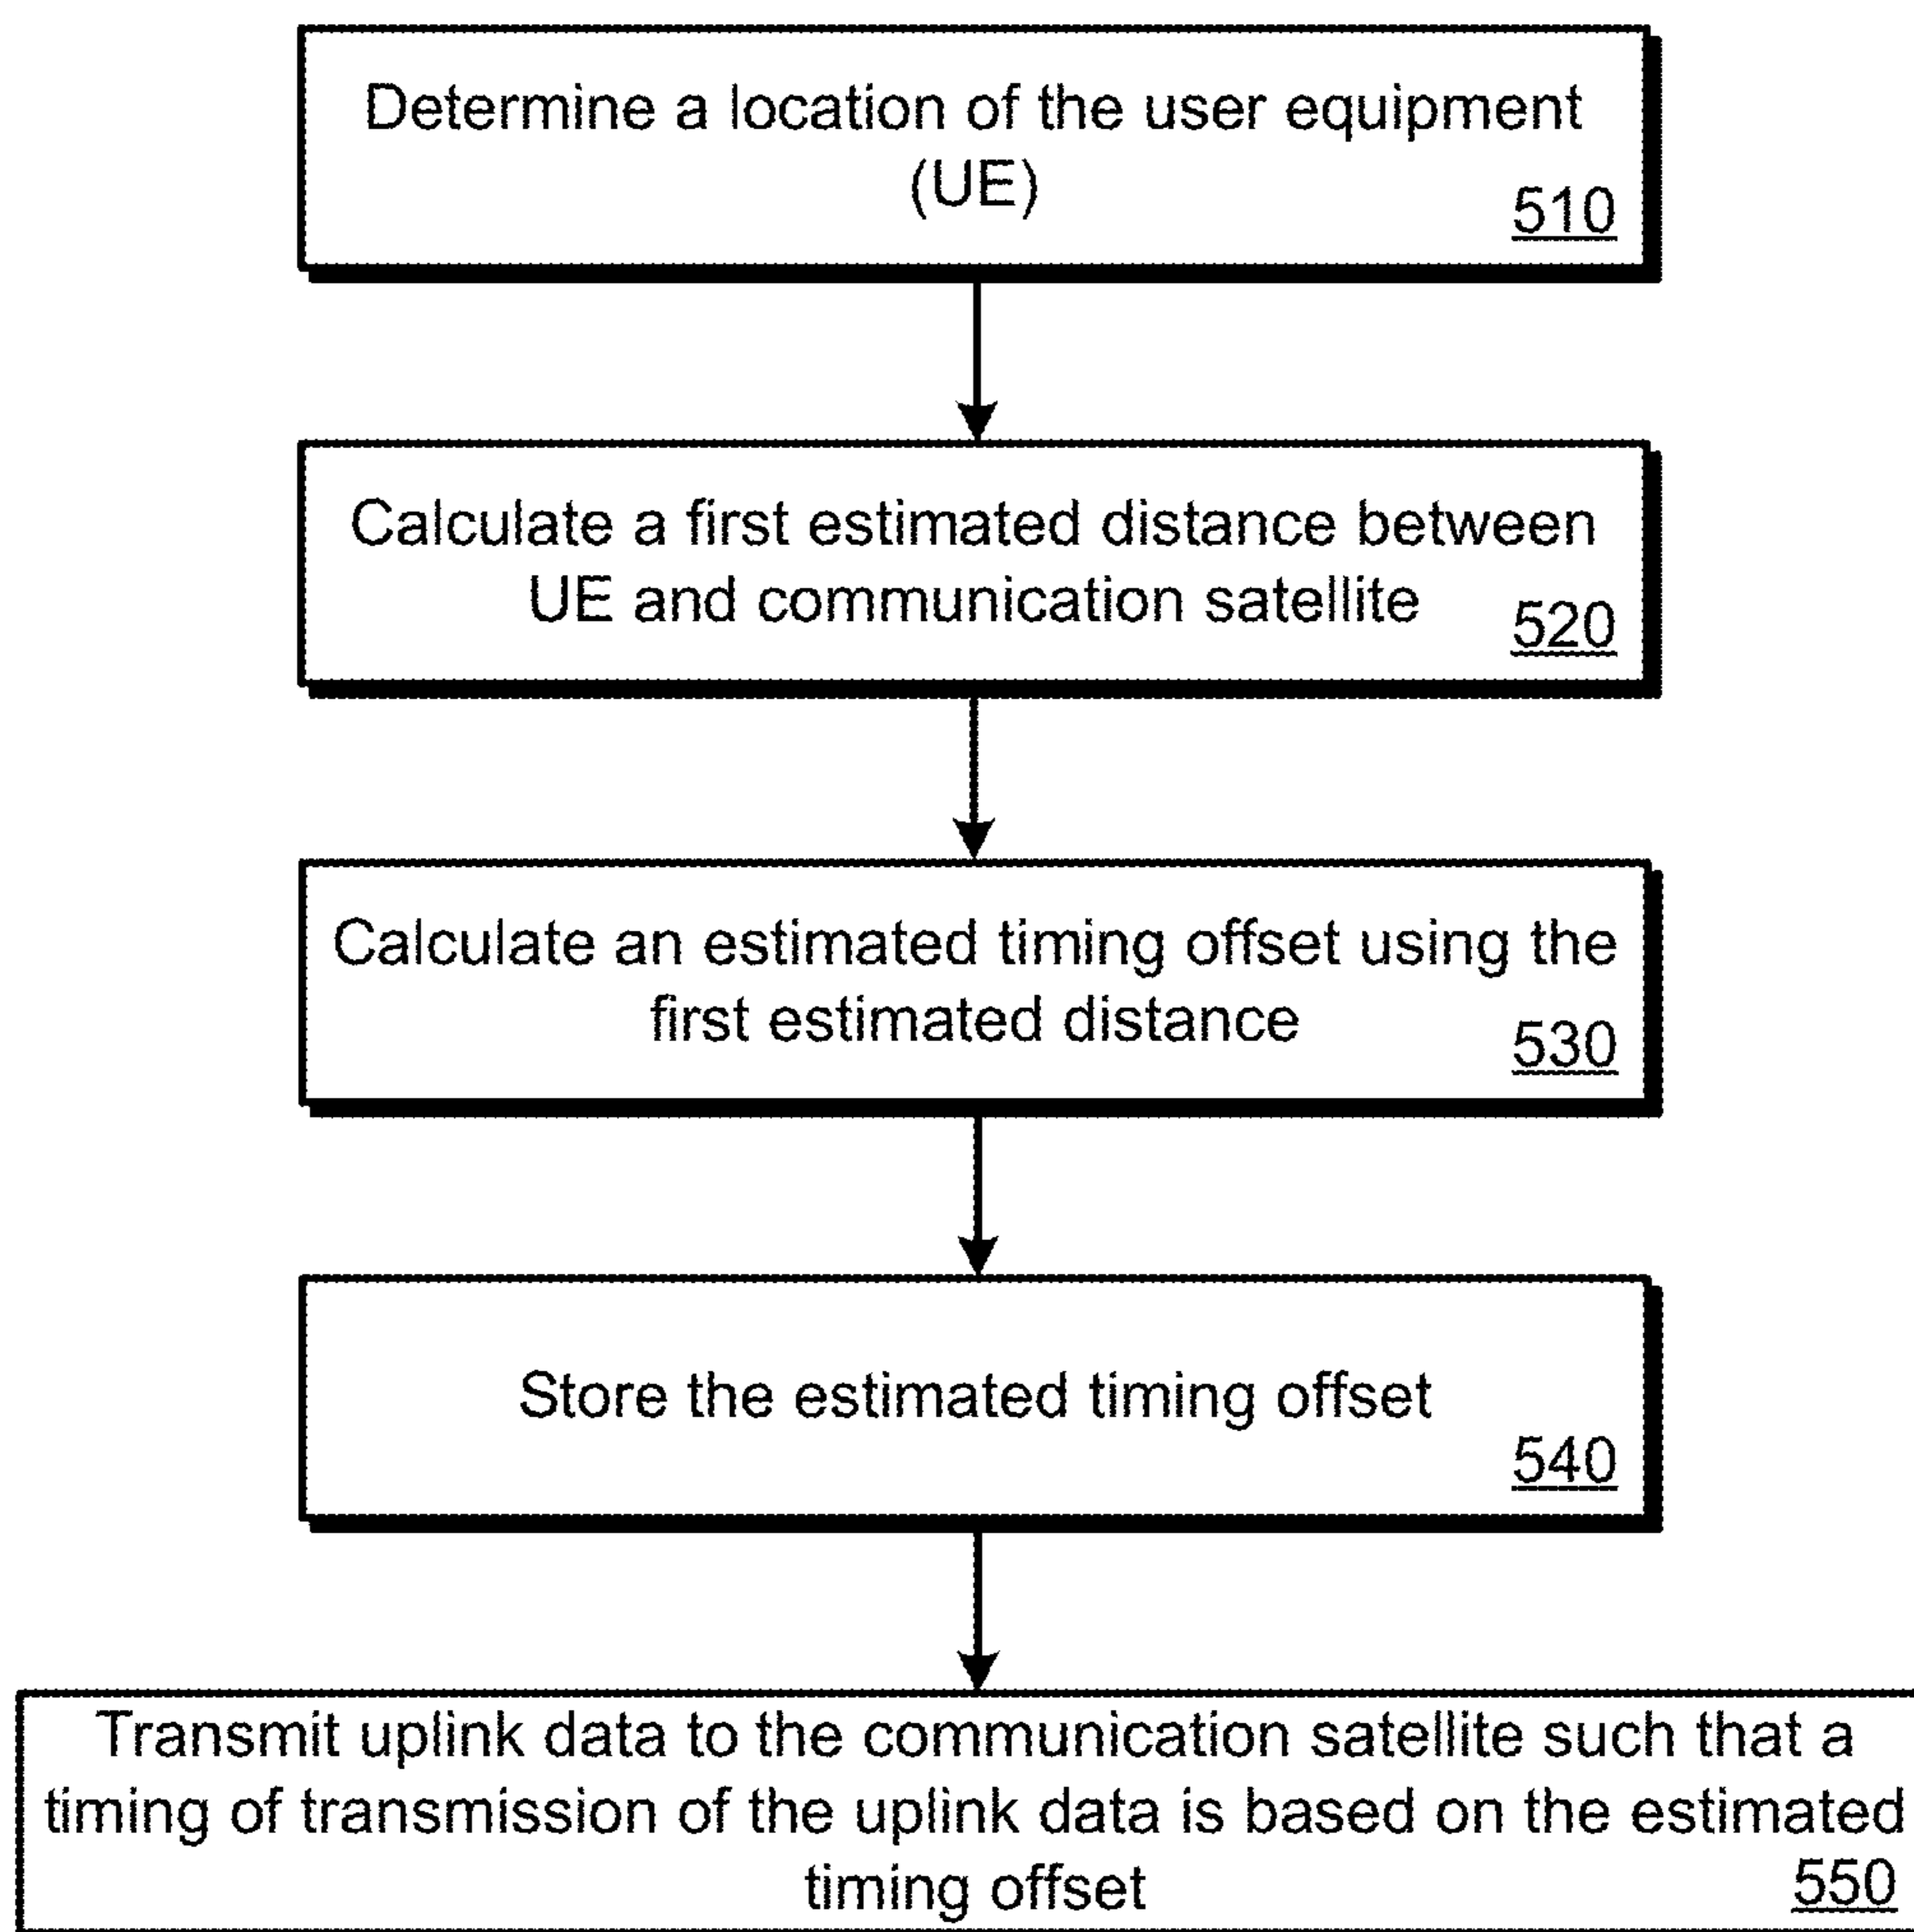 Determine a location of the user equipment
(UE)
510
Calculate a first estimated distance between
UE and communication satellite
520
Calculate an estimated timing offset using the
first estimated distance
530
Store the estimated timing offset
540
Transmit uplink data to the communication satellite such that a
timing of transmission of the uplink data is based on the estimated
timing offset
550